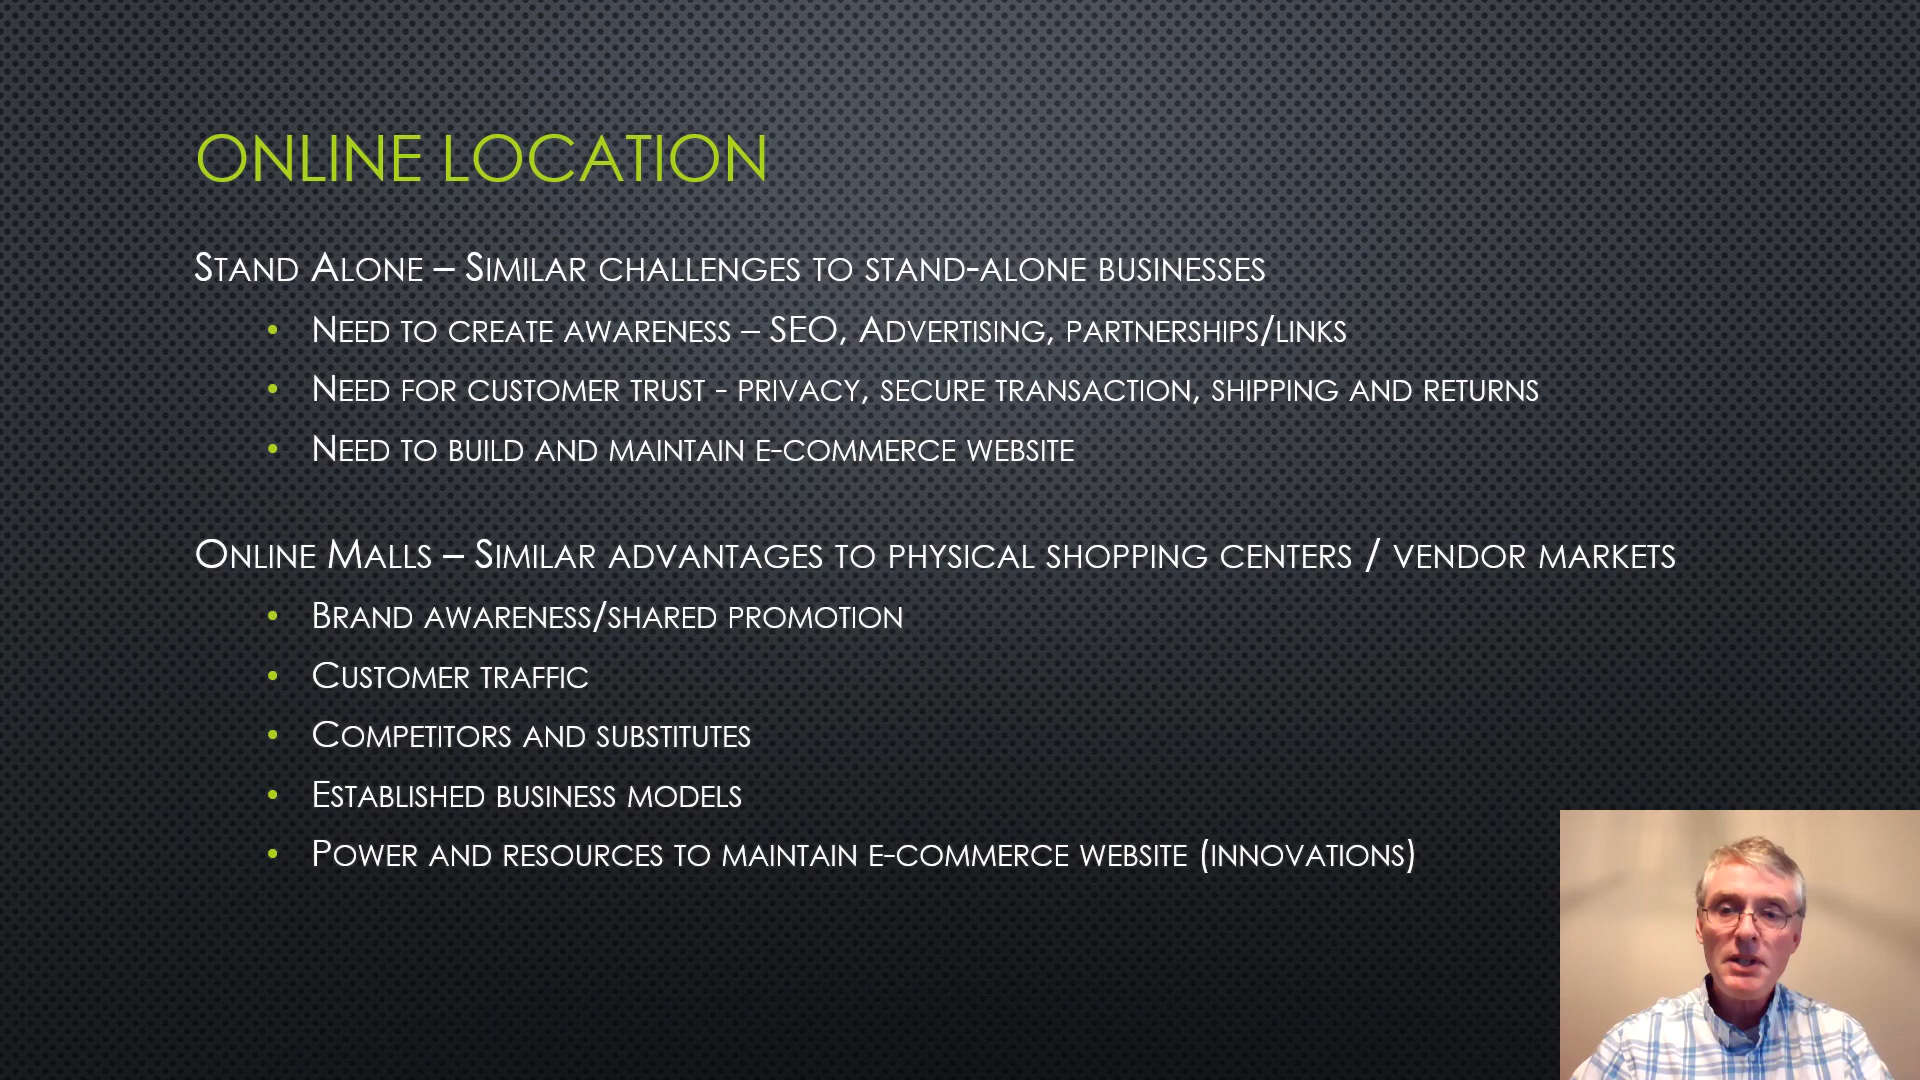 ONLINE LOCATION
Stand Alone – Similar challenges to stand-alone businesses
• Need to create awareness – SEO, Advertising, partnerships/links
• Need for customer trust - privacy, secure transaction, shipping and returns
• Need to build and maintain e-commerce website
Online Malls – Similar advantages to physical shopping centers / vendor markets
• Brand awareness/shared promotion
• Customer traffic
• Competitors and substitutes
• Established business models
• Power and resources to maintain e-commerce website (innovations)